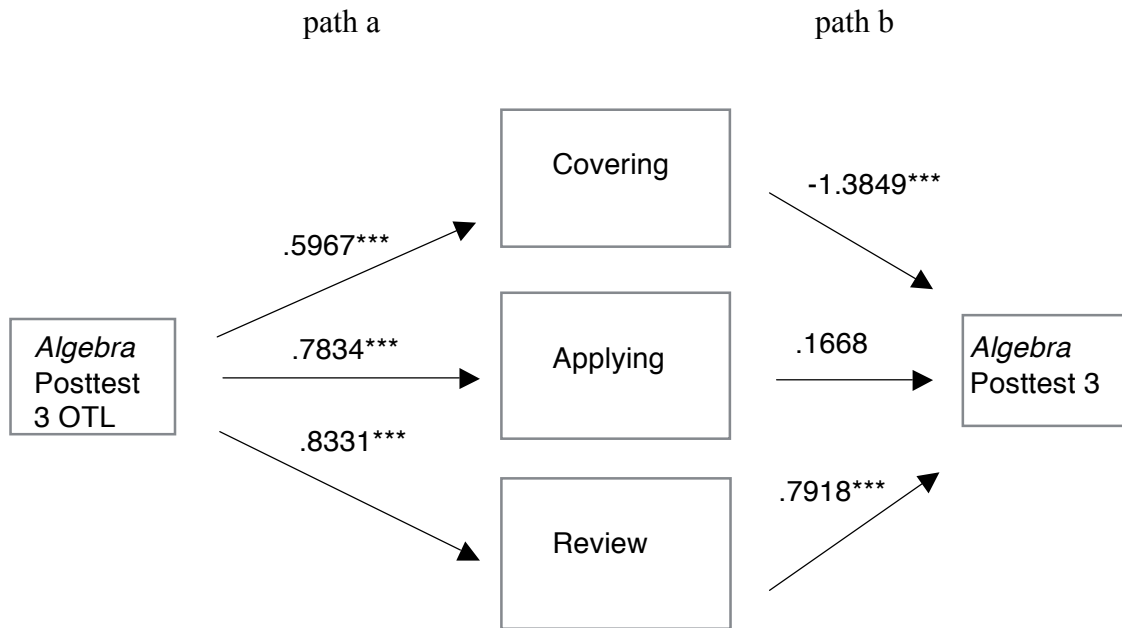 path a
path b
Covering
-1.3849***
.5967***
Algebra
Posttest
3 OTL
.7834***
Applying
.1668
Algebra
Posttest 3
.8331***
.7918***
Review